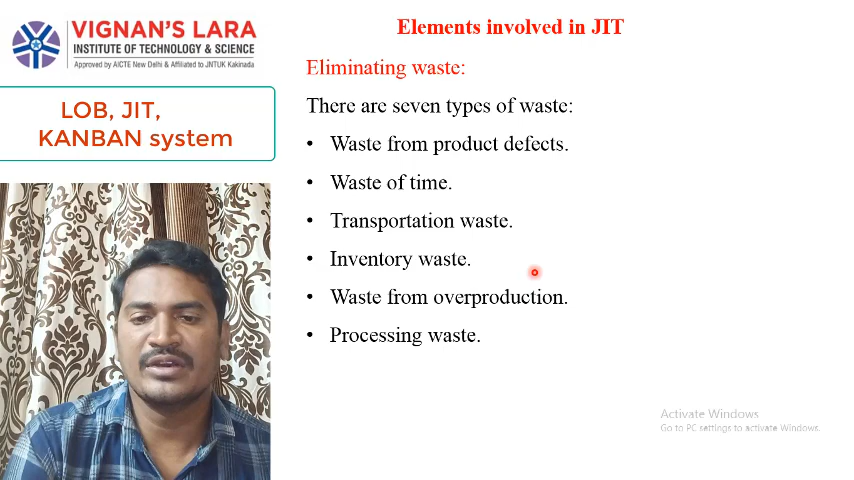 VIGNAN'S LARA
INSTITUTE OF TECHNOLOGY & SCIENCE
Approved by AICTE New Delhi & Affiliated to JNTUK Kakinada
LOB, JIT,
KANBAN system
Elements involved in JIT
Eliminating waste:
There are seven types of waste:
• Waste from product defects.
• Waste of time.
• Transportation waste.
• Inventory waste.
• Waste from overproduction.
• Processing waste.
Activate Windows
Go to PC settings to activate Windows.